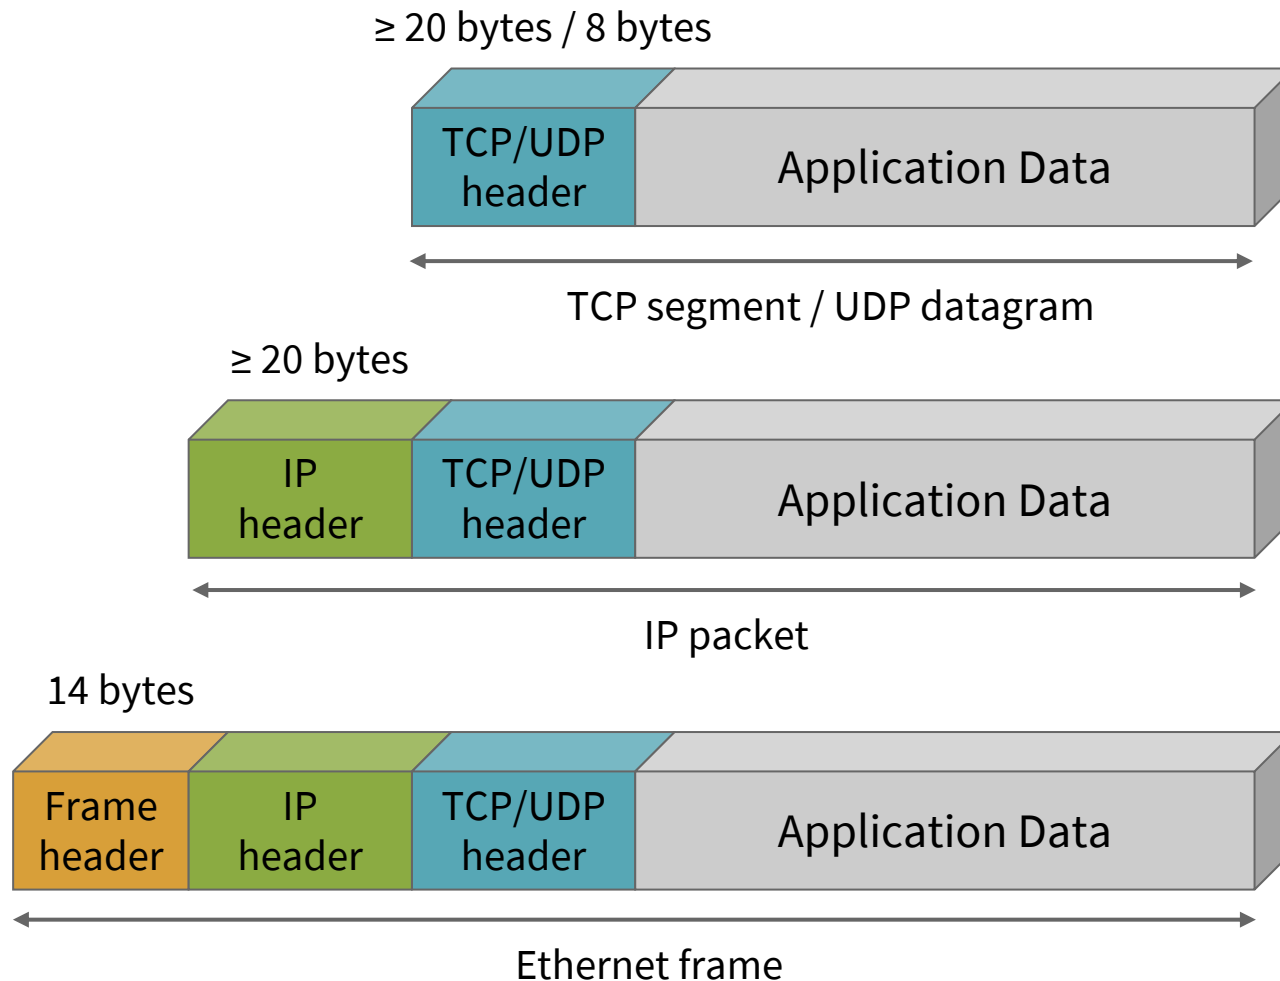 ≥ 20 bytes / 8 bytes
TCP/UDP
header
Application Data
TCP segment / UDP datagram
≥ 20 bytes
IP
header
TCP/UDP
header
Application Data
IP packet
14 bytes
Frame
header
IP
header
TCP/UDP
header
Application Data
Ethernet frame